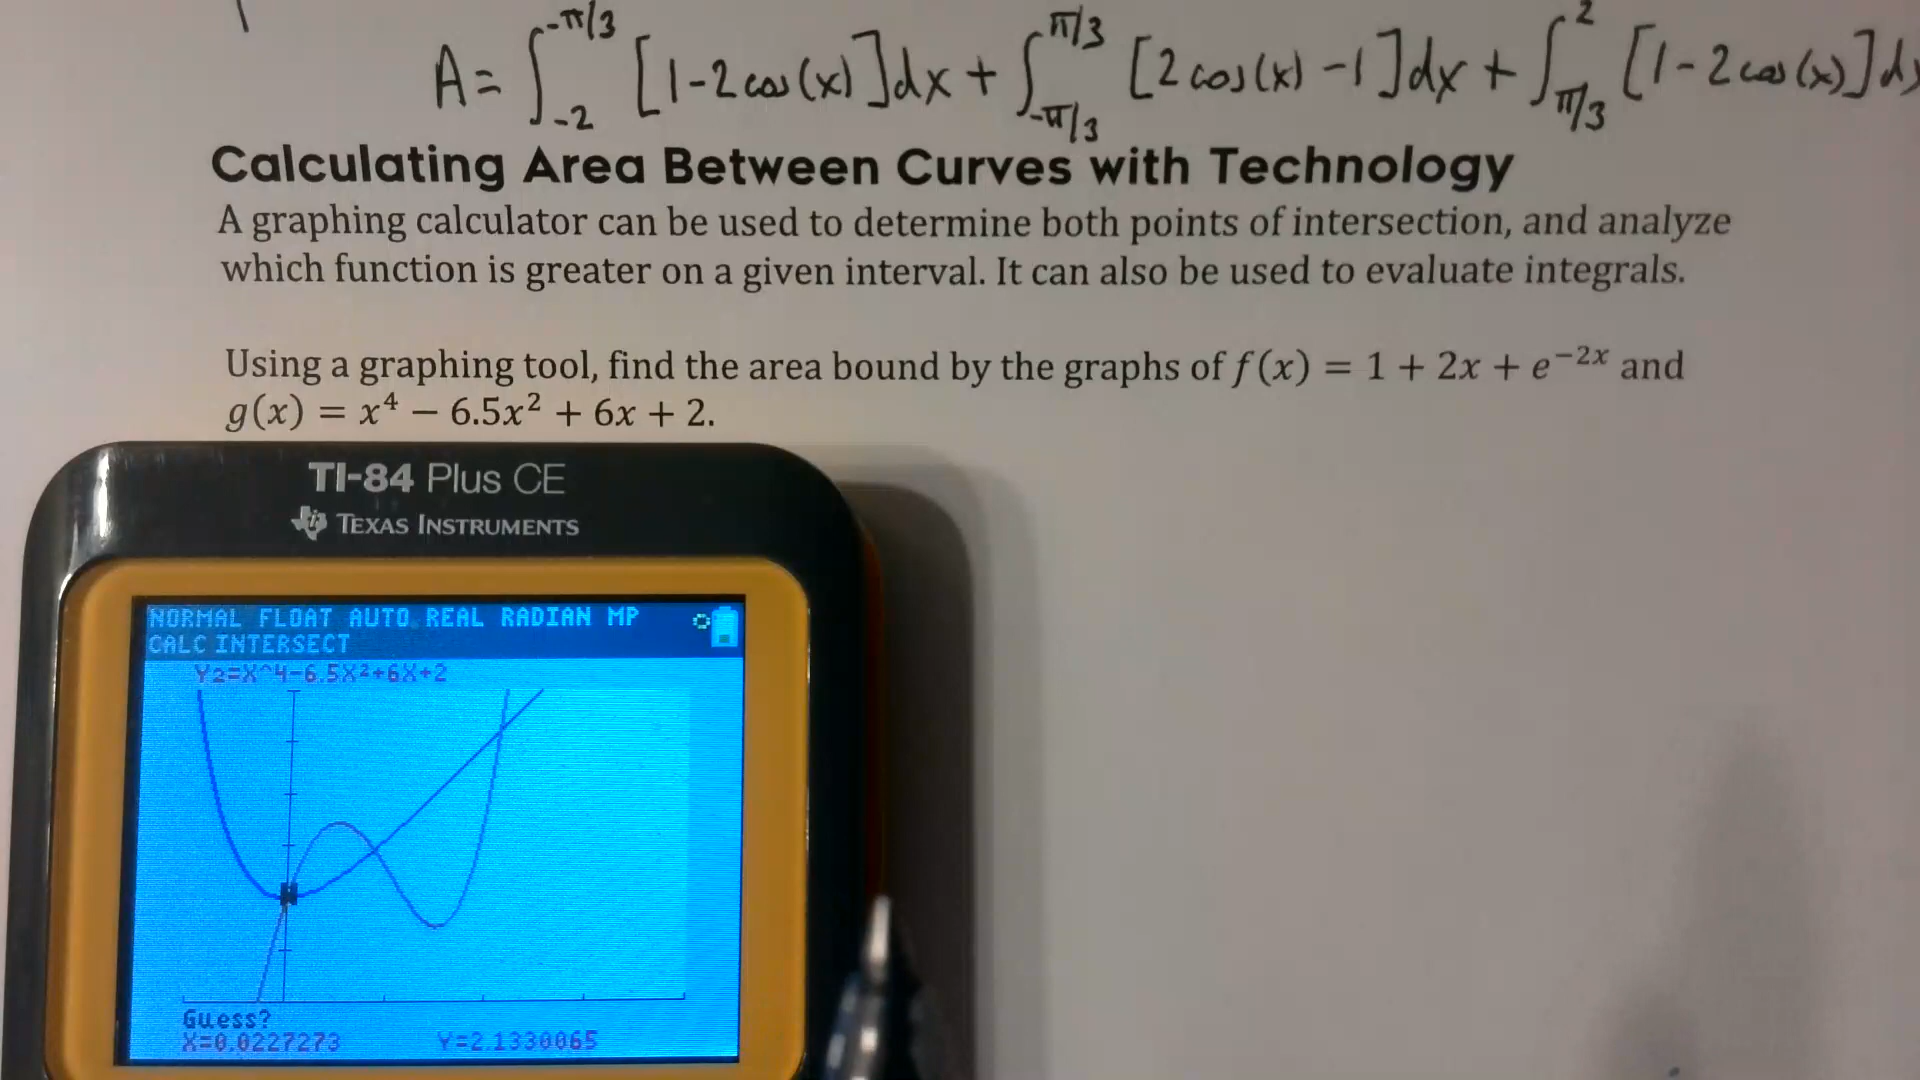 A = ∫_{-2}^{-π/3} [1-2cos(x)]dx + ∫_{-π/3}^{π/3} [2cos(x) -1]dx + ∫_{π/3}^{2} [1-2cos(x)]d
Calculating Area Between Curves with Technology
A graphing calculator can be used to determine both points of intersection, and analyze
which function is greater on a given interval. It can also be used to evaluate integrals.
Using a graphing tool, find the area bound by the graphs of f(x) = 1 + 2x + e⁻²ˣ and
g(x) = x⁴ − 6.5x² + 6x + 2.
TI-84 Plus CE
TEXAS INSTRUMENTS
NORMAL FLOAT AUTO REAL RADIAN MP
CALC INTERSECT
Y2=X^4-6.5X²+6X+2
Guess?
X=0.0227273 Y=2.1330065